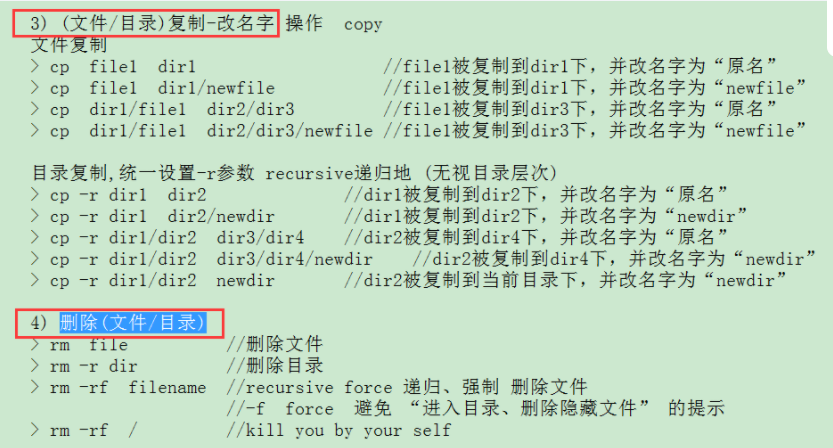 3) (文件/目录)复制-改名字 操作 copy
文件复制
> cp file1 dir1 //file1被复制到dir1下，并改名字为“原名”
> cp file1 dir1/newfile //file1被复制到dir1下，并改名字为“newfile”
> cp dir1/file1 dir2/dir3 //file1被复制到dir3下，并改名字为“原名”
> cp dir1/file1 dir2/dir3/newfile //file1被复制到dir3下，并改名字为“newfile”
目录复制,统一设置-r参数 recursive递归地 (无视目录层次)
> cp -r dir1 dir2 //dir1被复制到dir2下，并改名字为“原名”
> cp -r dir1 dir2/newdir //dir1被复制到dir2下，并改名字为“newdir”
> cp -r dir1/dir2 dir3/dir4 //dir2被复制到dir4下，并改名字为“原名”
> cp -r dir1/dir2 dir3/dir4/newdir //dir2被复制到dir4下，并改名字为“newdir”
> cp -r dir1/dir2 newdir //dir2被复制到当前目录下，并改名字为“newdir”
4) 删除(文件/目录)
> rm file //删除文件
> rm -r dir //删除目录
> rm -rf filename //recursive force 递归、强制 删除文件
//-f force 避免 “进入目录、删除隐藏文件” 的提示
> rm -rf / //kill you by your self